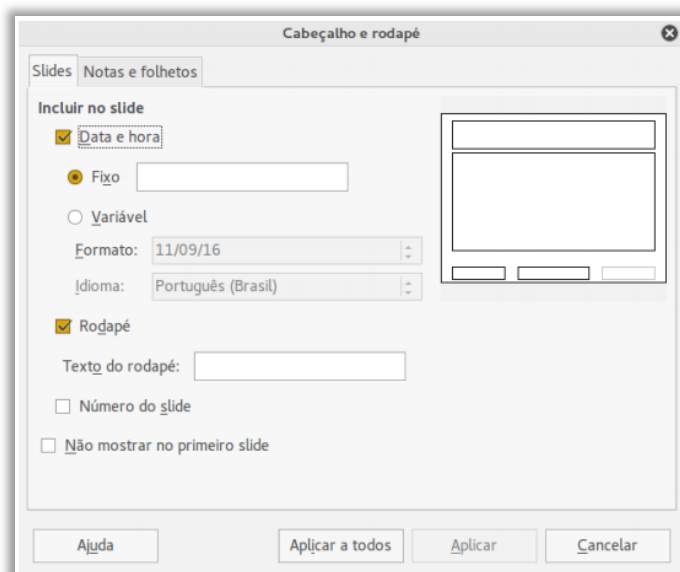 Cabeçalho e rodapé
Slides Notas e folhetos
Incluir no slide
Data e hora
Fixo
Variável
Formato: 11/09/16
Idioma: Português (Brasil)
Rodapé
Texto do rodapé:
Número do slide
Não mostrar no primeiro slide
Ajuda Aplicar a todos Aplicar Cancelar